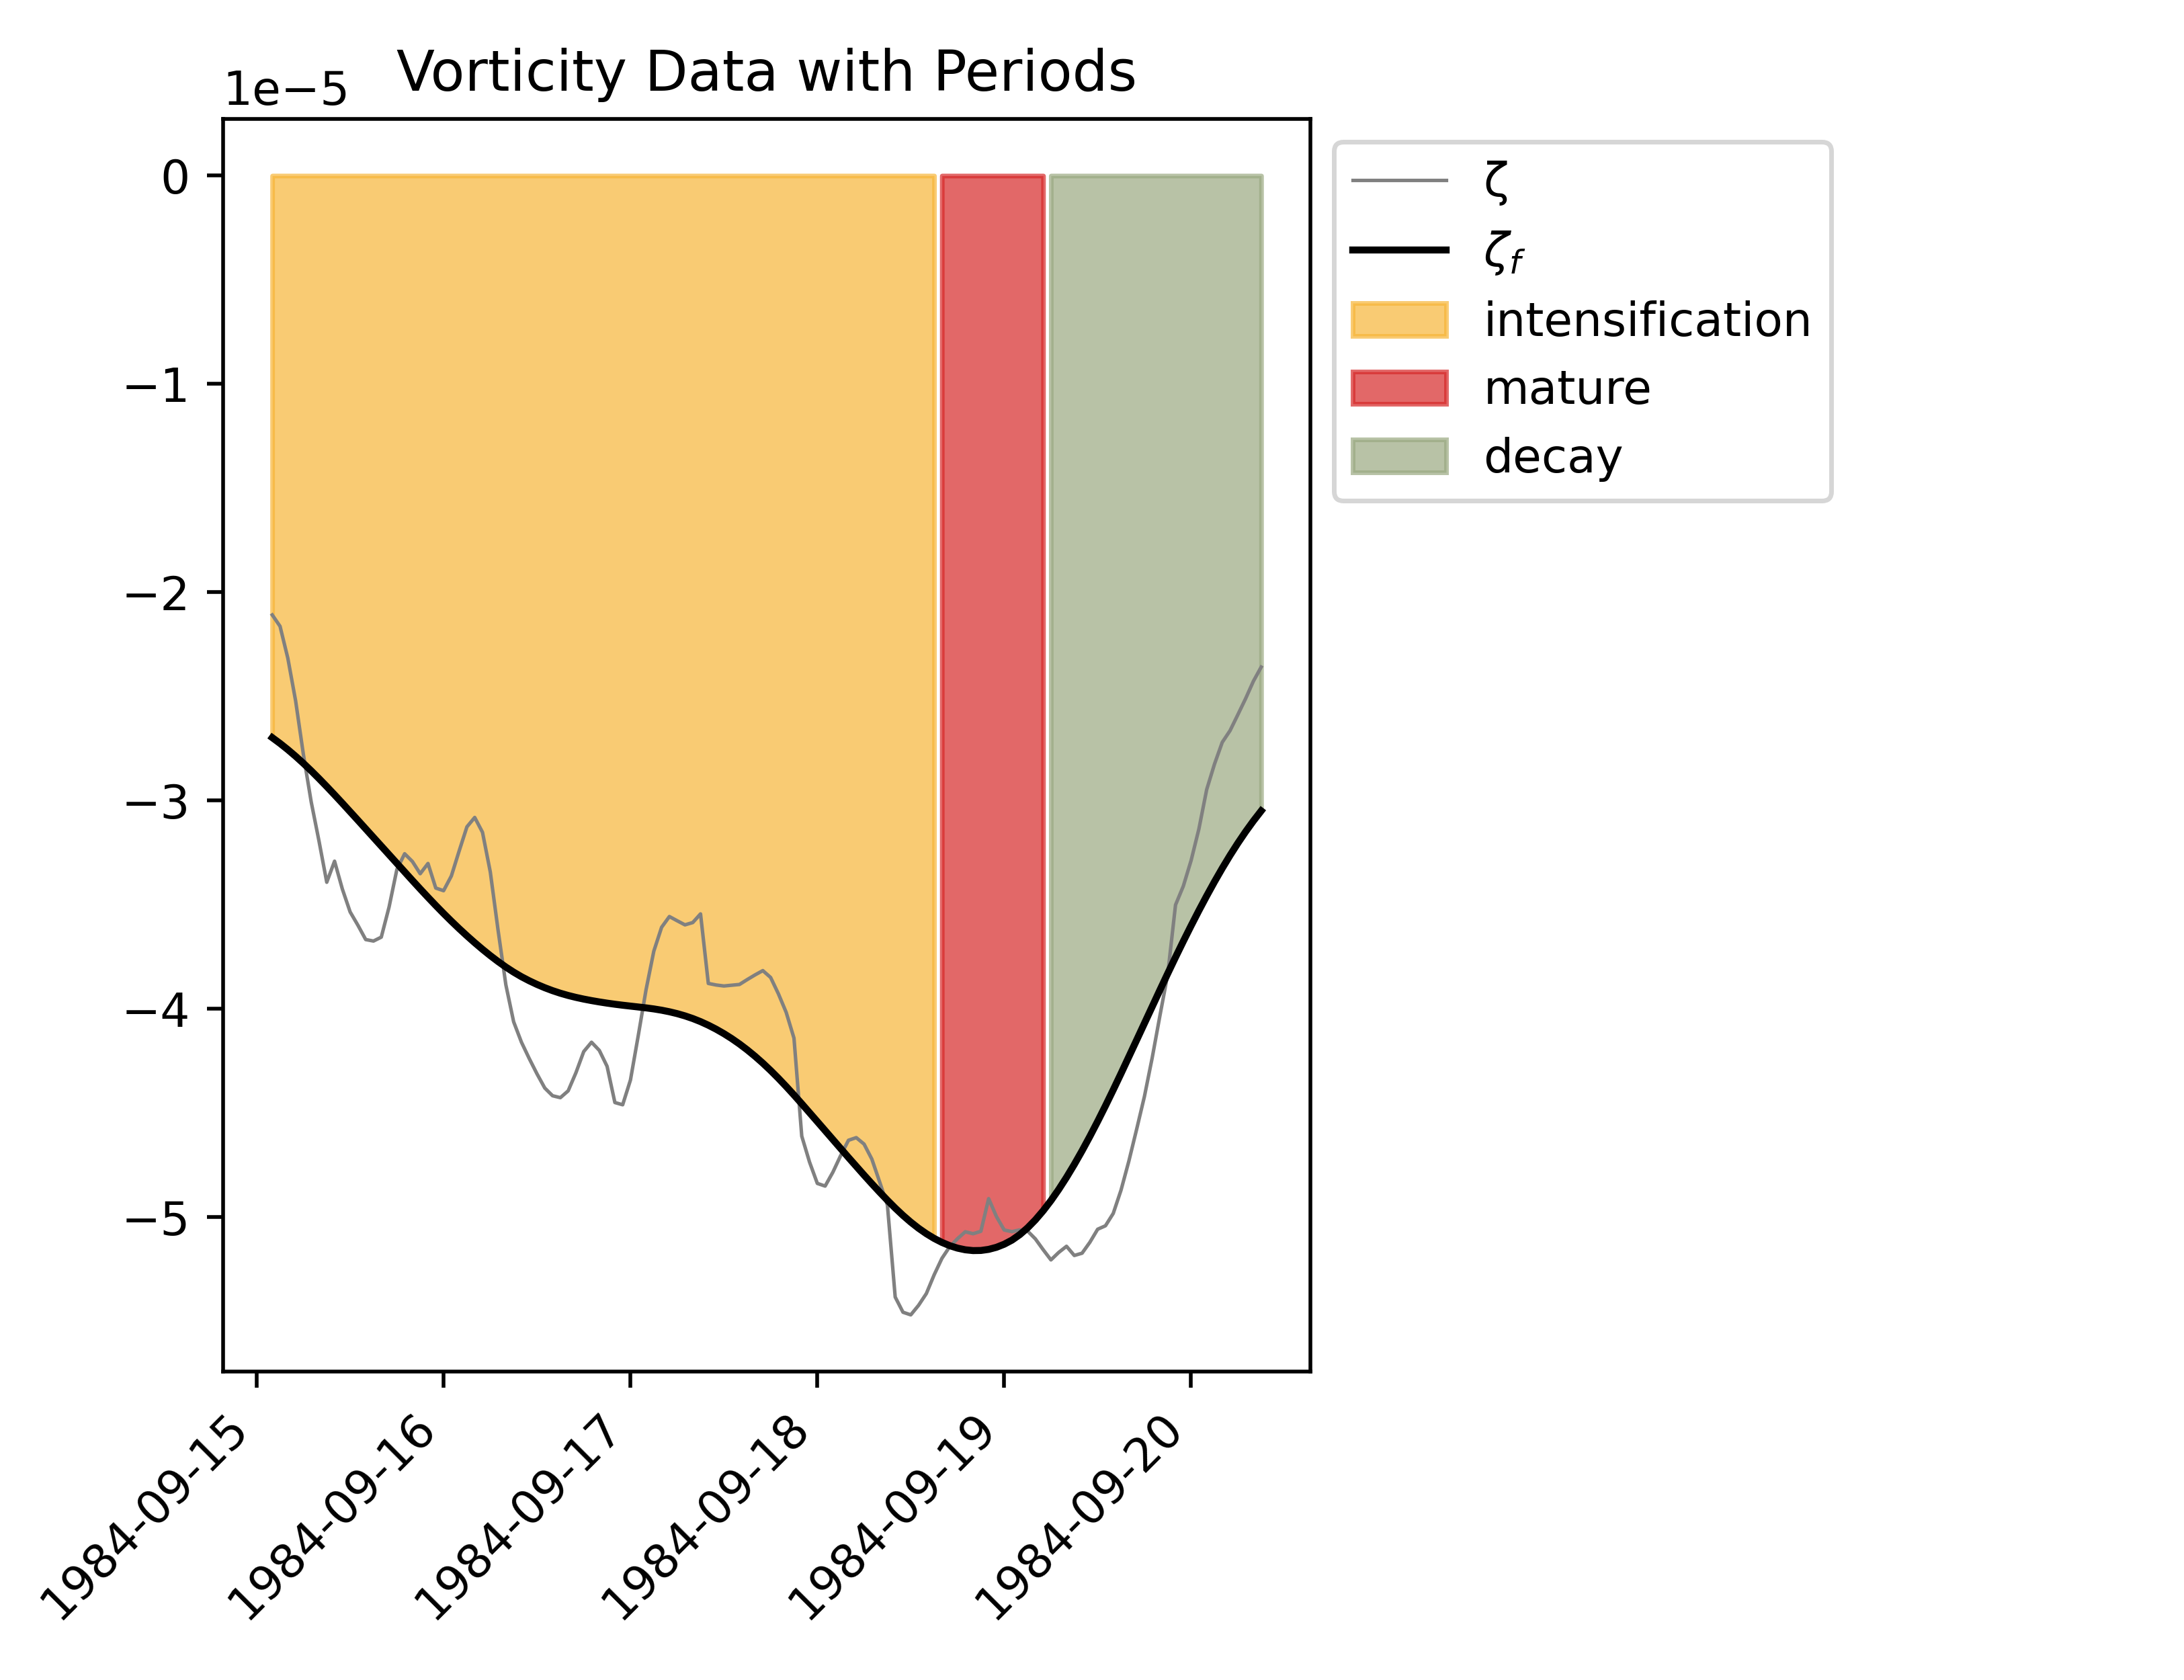 Vorticity Data with Periods
1e−5
0
−1
−2
−3
−4
−5
1984-09-15
1984-09-16
1984-09-17
1984-09-18
1984-09-19
1984-09-20
ζ
ζf
intensification
mature
decay